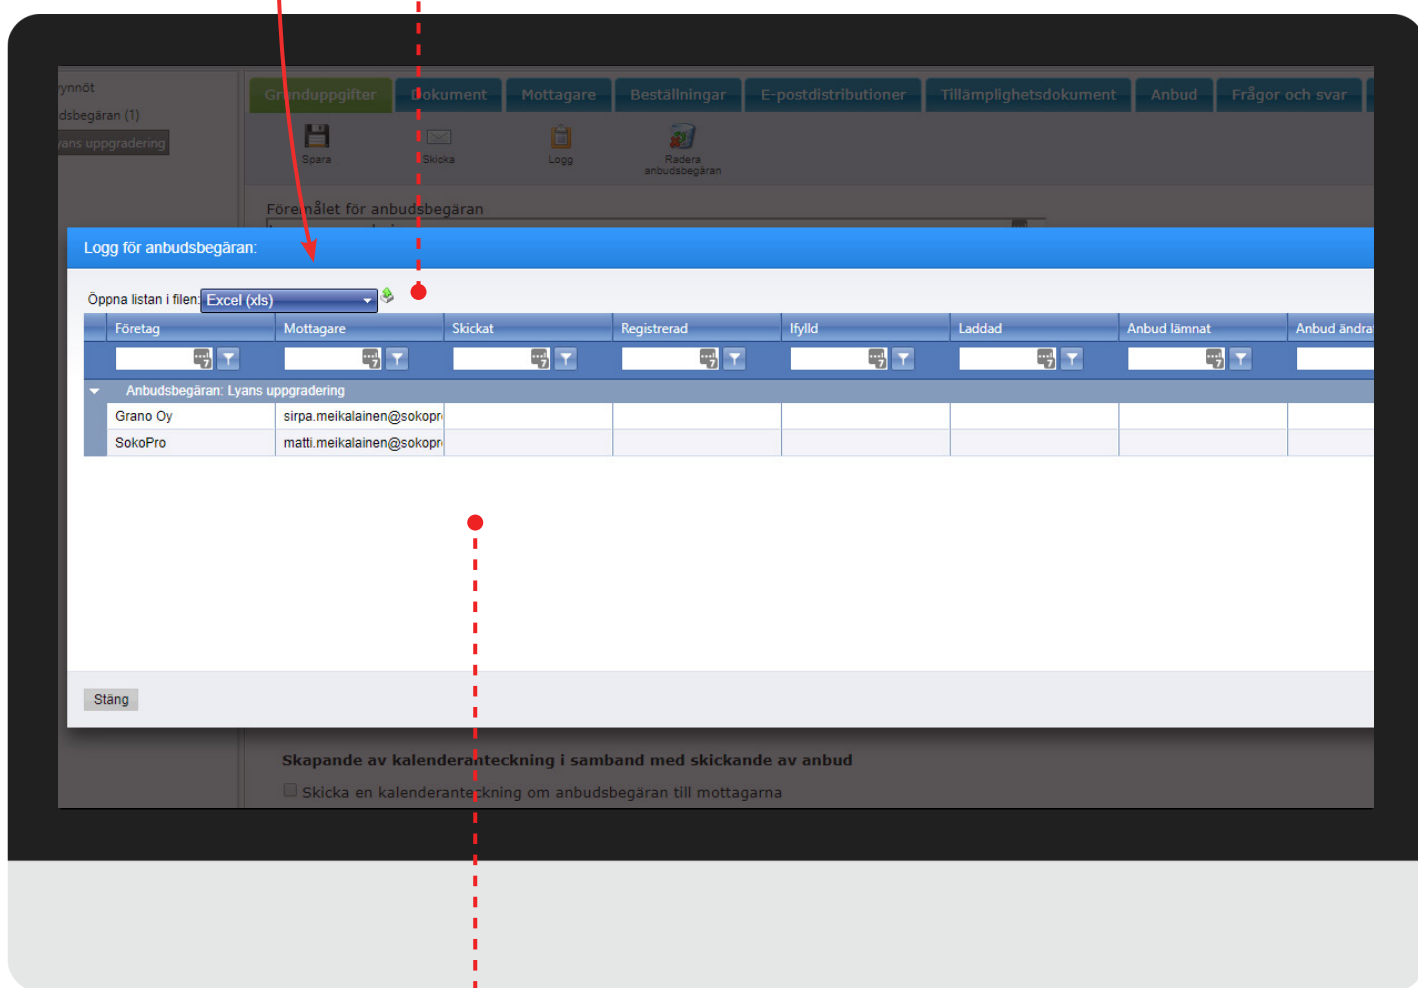 rynnöt
dsbegäran (1)
yans uppgradering
Grunduppgifter Dokument Mottagare Beställningar E-postdistributioner Tillämplighetsdokument Anbud Frågor och svar
Spara Skicka Logg Radera anbudsbegäran
Föremålet för anbudsbegäran
Logg för anbudsbegäran:
Öppna listan i filen: Excel (xls)
Företag Mottagare Skickat Registrerad Ifylld Laddad Anbud lämnat Anbud ändra
Anbudsbegäran: Lyans uppgradering
Grano Oy sirpa.meikalainen@sokopr
SokoPro matti.meikalainen@sokopr
Stäng
Skapande av kalenderanteckning i samband med skickande av anbud
Skicka en kalenderanteckning om anbudsbegäran till mottagarna